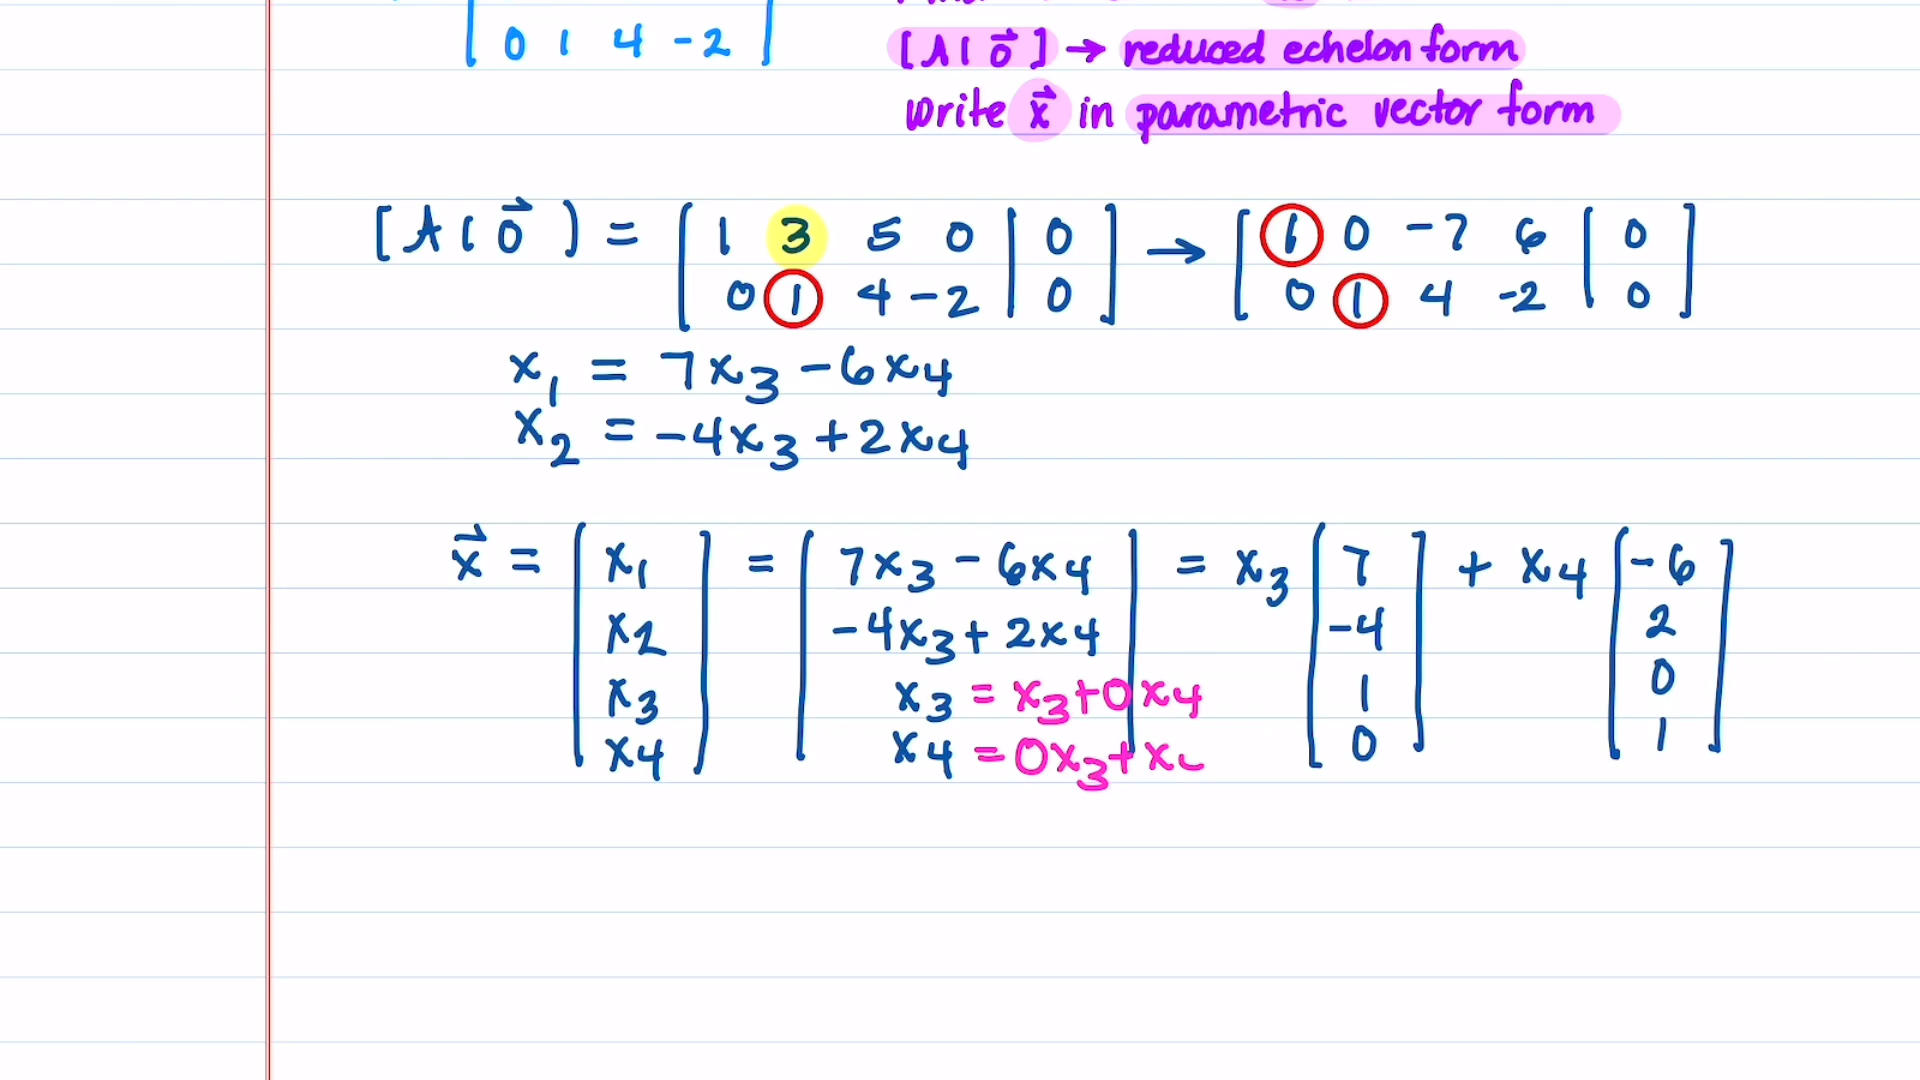 0 1 4 -2
[A | 0⃗ ] → reduced echelon form
Write x⃗ in parametric vector form
[A | 0⃗ ] = [ 1 3 5 0 | 0 ] → [ 1 0 -7 6 | 0 ]
[ 0 1 4 -2 | 0 ] [ 0 1 4 -2 | 0 ]
x₁ = 7x₃ - 6x₄
x₂ = -4x₃ + 2x₄
x⃗ = [ x₁ ] = [ 7x₃ - 6x₄ ] = x₃ [ 7 ] + x₄ [ -6 ]
x₂ -4x₃ + 2x₄ -4 2
x₃ x₃ = x₃ + 0x₄ 1 0
x₄ x₄ = 0x₃ + x 0 1